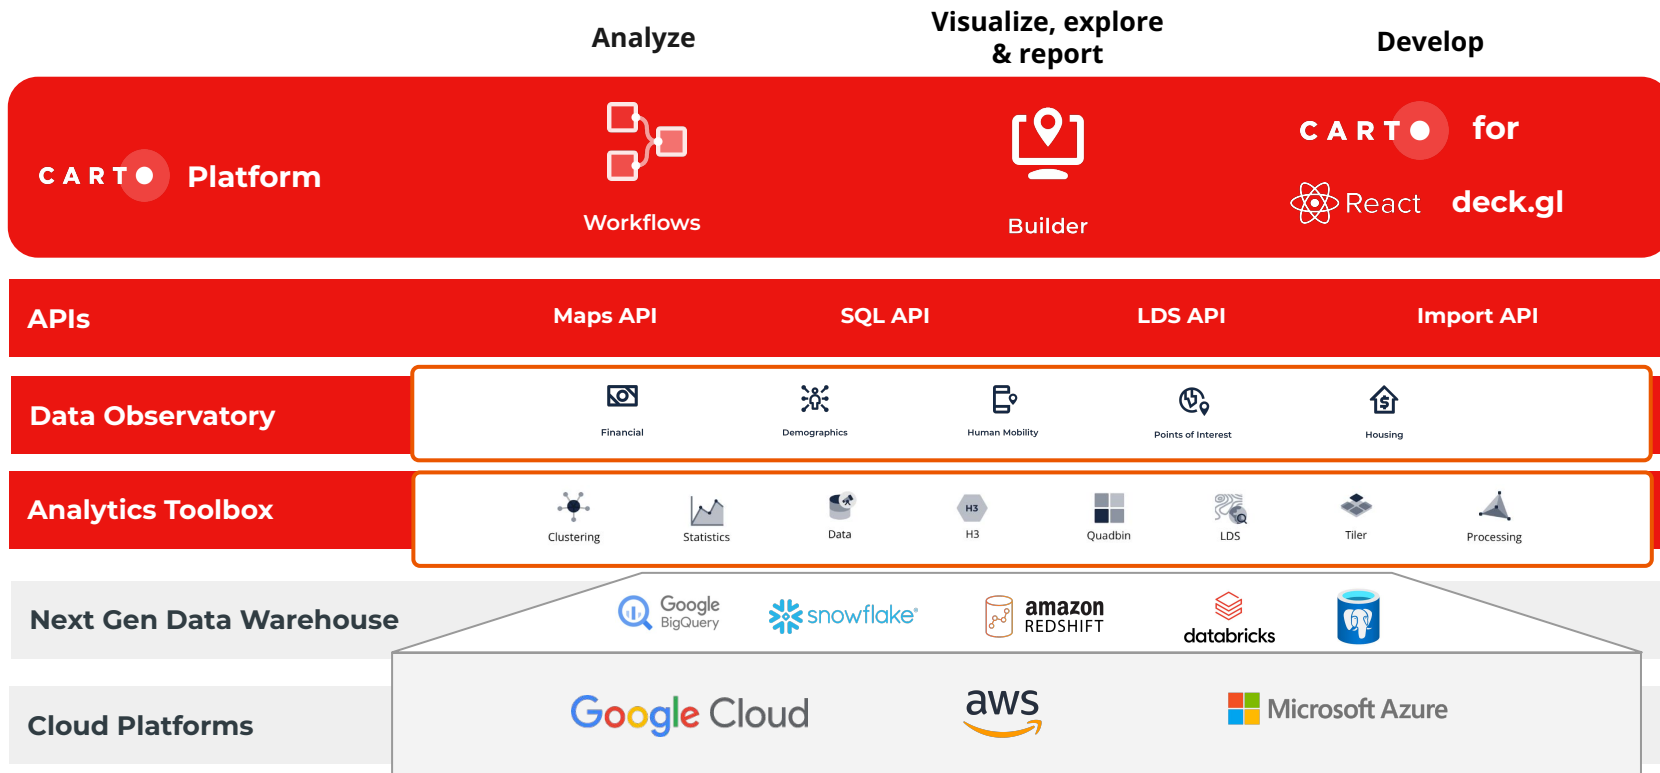 Analyze
Visualize, explore
& report
Develop
CARTO Platform
Workflows
Builder
CARTO for
React deck.gl
APIs
Maps API
SQL API
LDS API
Import API
Data Observatory
Financial
Demographics
Human Mobility
Points of Interest
Housing
Analytics Toolbox
Clustering
Statistics
Data
H3
H3
Quadbin
LDS
Tiler
Processing
Next Gen Data Warehouse
Google
BigQuery
snowflake®
amazon
REDSHIFT
databricks
Cloud Platforms
Google Cloud
aws
Microsoft Azure